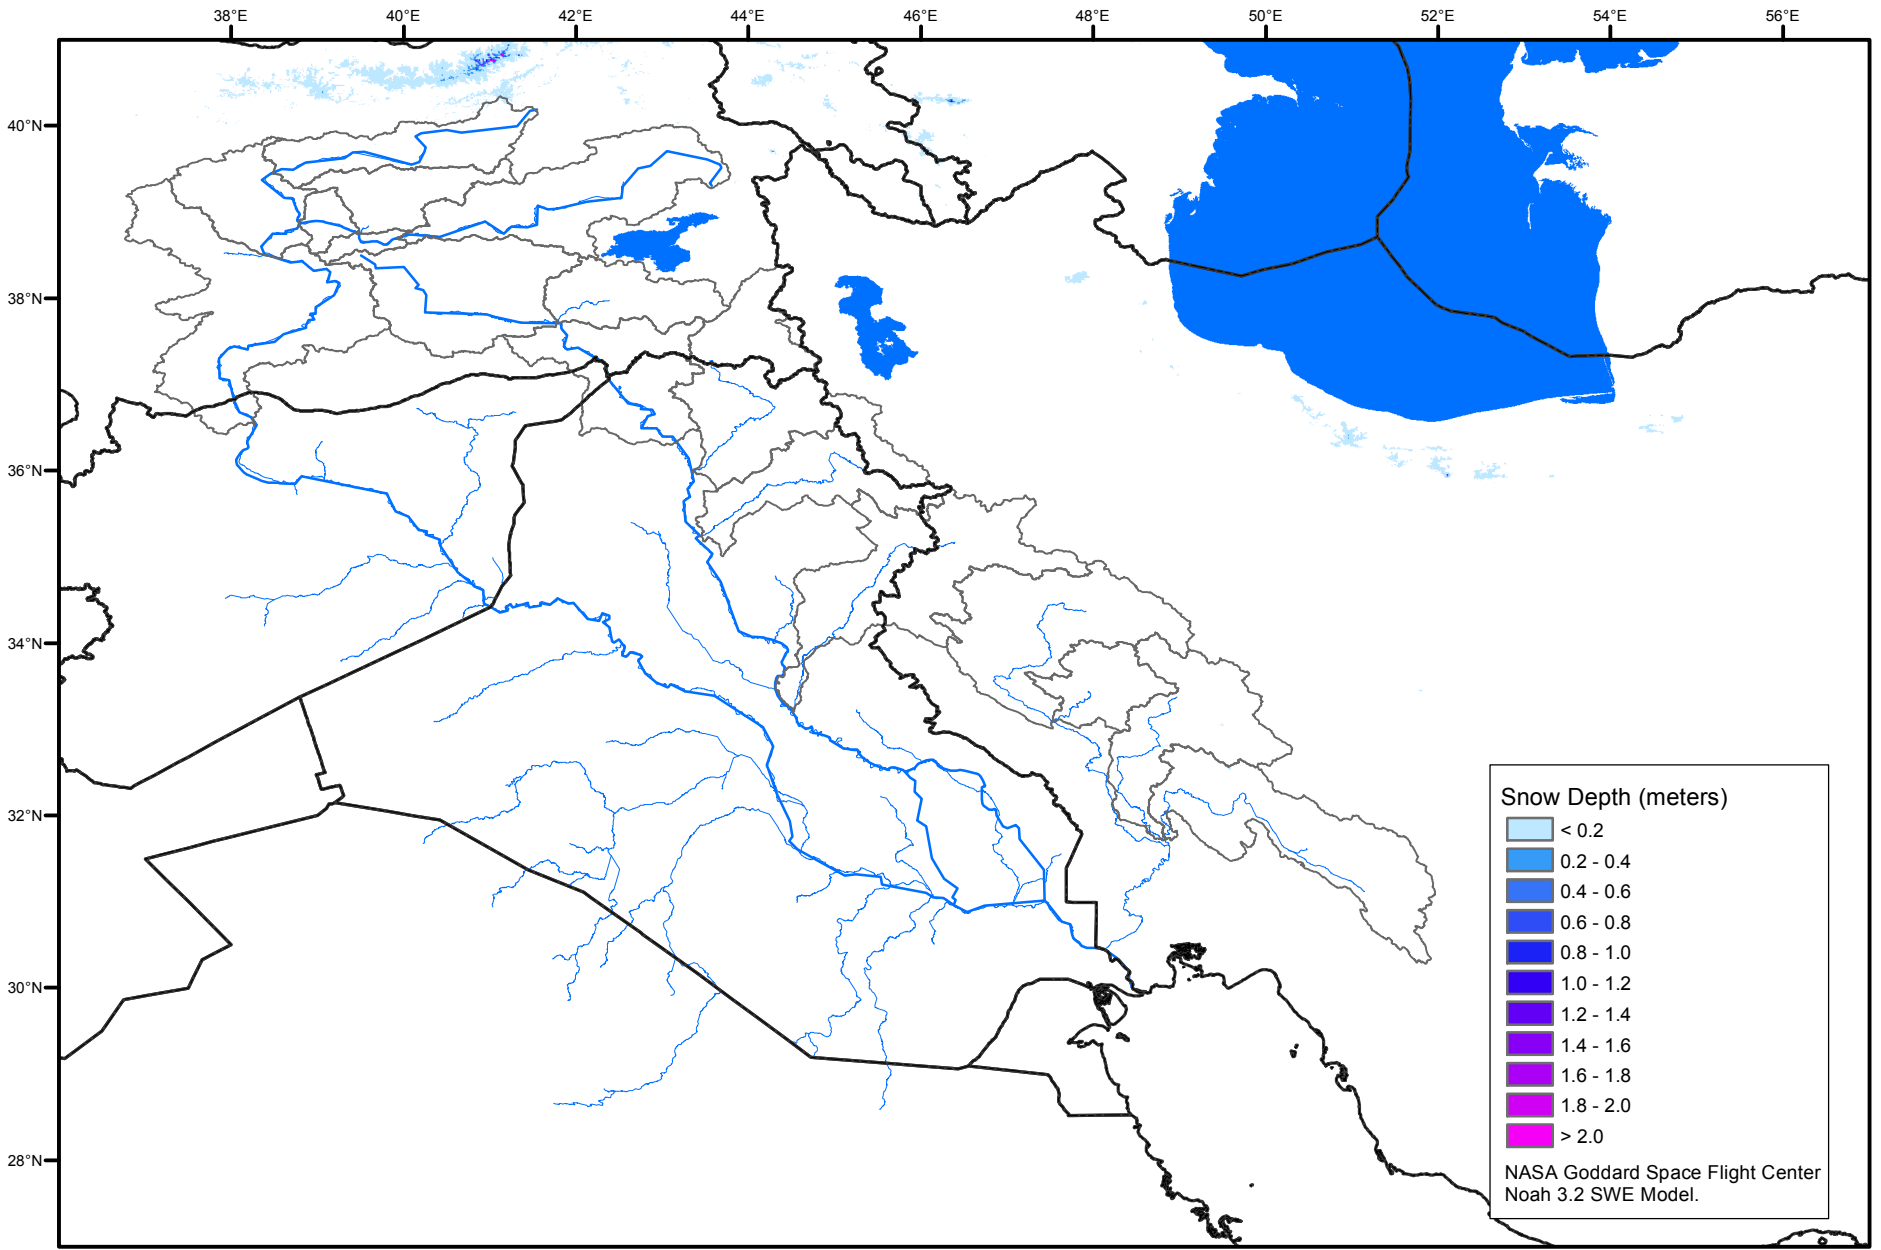 38°E 40°E 42°E 44°E 46°E 48°E 50°E 52°E 54°E 56°E
40°N
38°N
36°N
34°N
32°N
30°N
28°N
Snow Depth (meters)
< 0.2
0.2 - 0.4
0.4 - 0.6
0.6 - 0.8
0.8 - 1.0
1.0 - 1.2
1.2 - 1.4
1.4 - 1.6
1.6 - 1.8
1.8 - 2.0
> 2.0
NASA Goddard Space Flight Center
Noah 3.2 SWE Model.